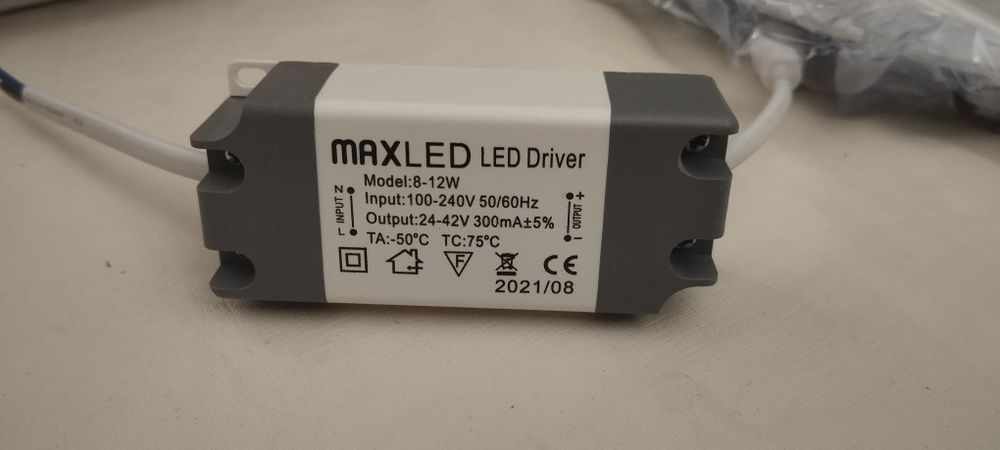 MAXLED LED Driver
Model:8-12W
Input:100-240V 50/60Hz
Output:24-42V 300mA±5%
TA:-50°C TC:75°C
L INPUT N
- OUTPUT +
F
CE
2021/08